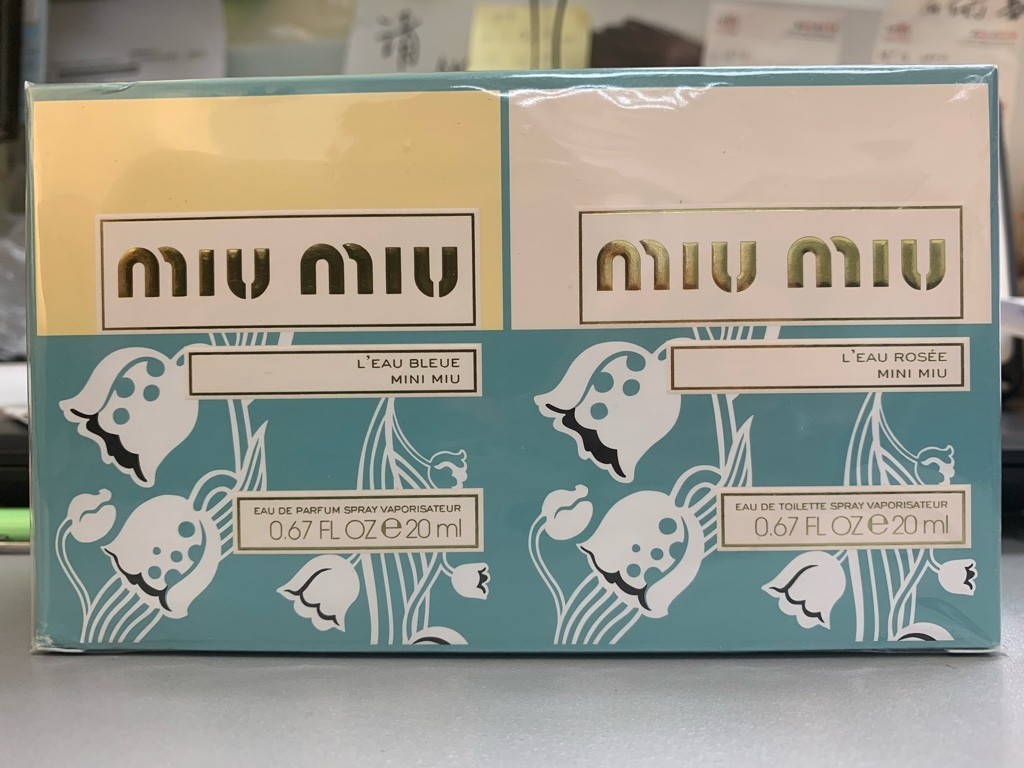 請
miu miu
L'EAU BLEUE
MINI MIU
EAU DE PARFUM SPRAY VAPORISATEUR
0.67 FL OZ e 20 ml
miu miu
L'EAU ROSÉE
MINI MIU
EAU DE TOILETTE SPRAY VAPORISATEUR
0.67 FL OZ e 20 ml